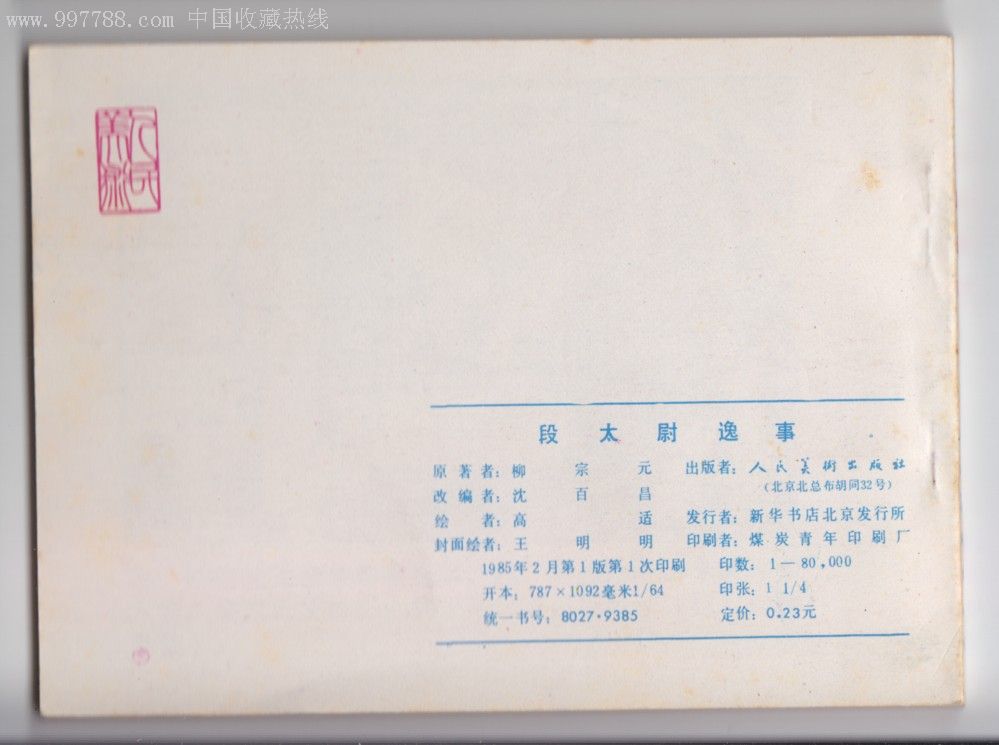 www.997788.com 中国收藏热线
人民
美術
段太尉逸事
原著者：柳宗元 出版者：人民美術出版社
（北京北总布胡同32号）
改编者：沈百昌
绘者：高适 发行者：新华书店北京发行所
封面绘者：王明明 印刷者：煤炭青年印刷厂
1985年2月第1版第1次印刷 印数：1—80,000
开本：787×1092毫米1/64 印张：1 1/4
统一书号：8027·9385 定价：0.23元